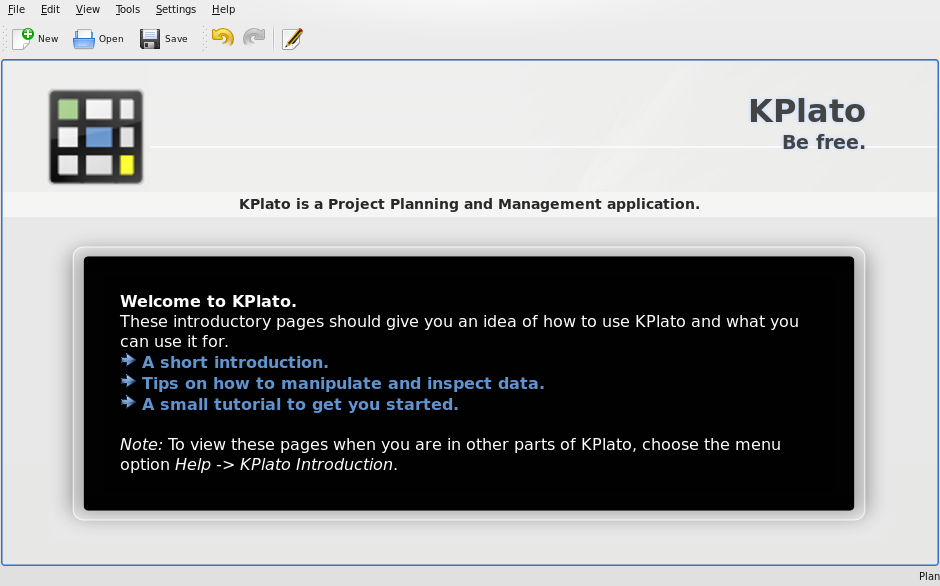 File Edit View Tools Settings Help
New Open Save
KPlato
Be free.
KPlato is a Project Planning and Management application.
Welcome to KPlato.
These introductory pages should give you an idea of how to use KPlato and what you
can use it for.
A short introduction.
Tips on how to manipulate and inspect data.
A small tutorial to get you started.
Note: To view these pages when you are in other parts of KPlato, choose the menu
option Help -> KPlato Introduction.
Plan